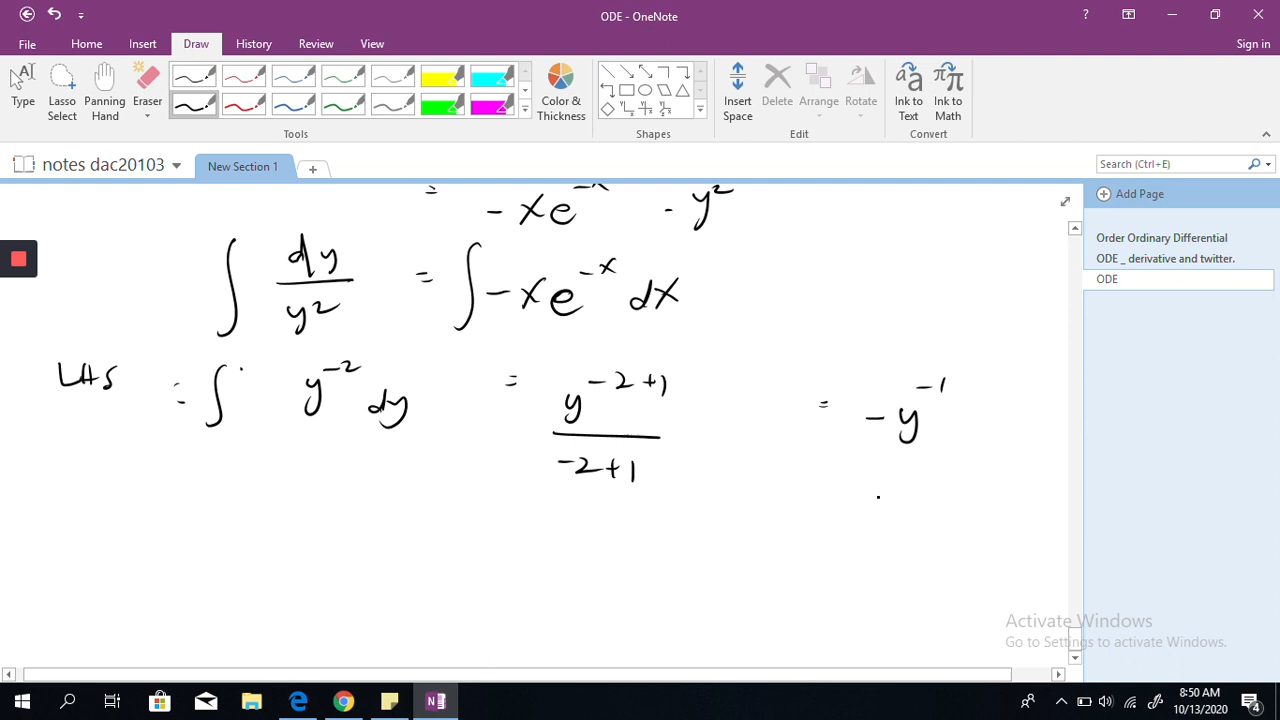 ODE - OneNote
?
File Home Insert Draw History Review View Sign in
Type Lasso Select Panning Hand Eraser Color & Thickness Insert Space Delete Arrange Rotate Ink to Text Ink to Math
Tools Shapes Edit Convert
notes dac20103 New Section 1 + Search (Ctrl+E)
Add Page
Order Ordinary Differential
ODE _ derivative and twitter.
ODE
= - xe^{-x} · y^2
∫ dy/y^2 = ∫ -xe^{-x} dx
LHS = ∫ y^{-2} dy = y^{-2+1}/(-2+1) = -y^{-1}
Activate Windows
Go to Settings to activate Windows.
8:50 AM
10/13/2020
4